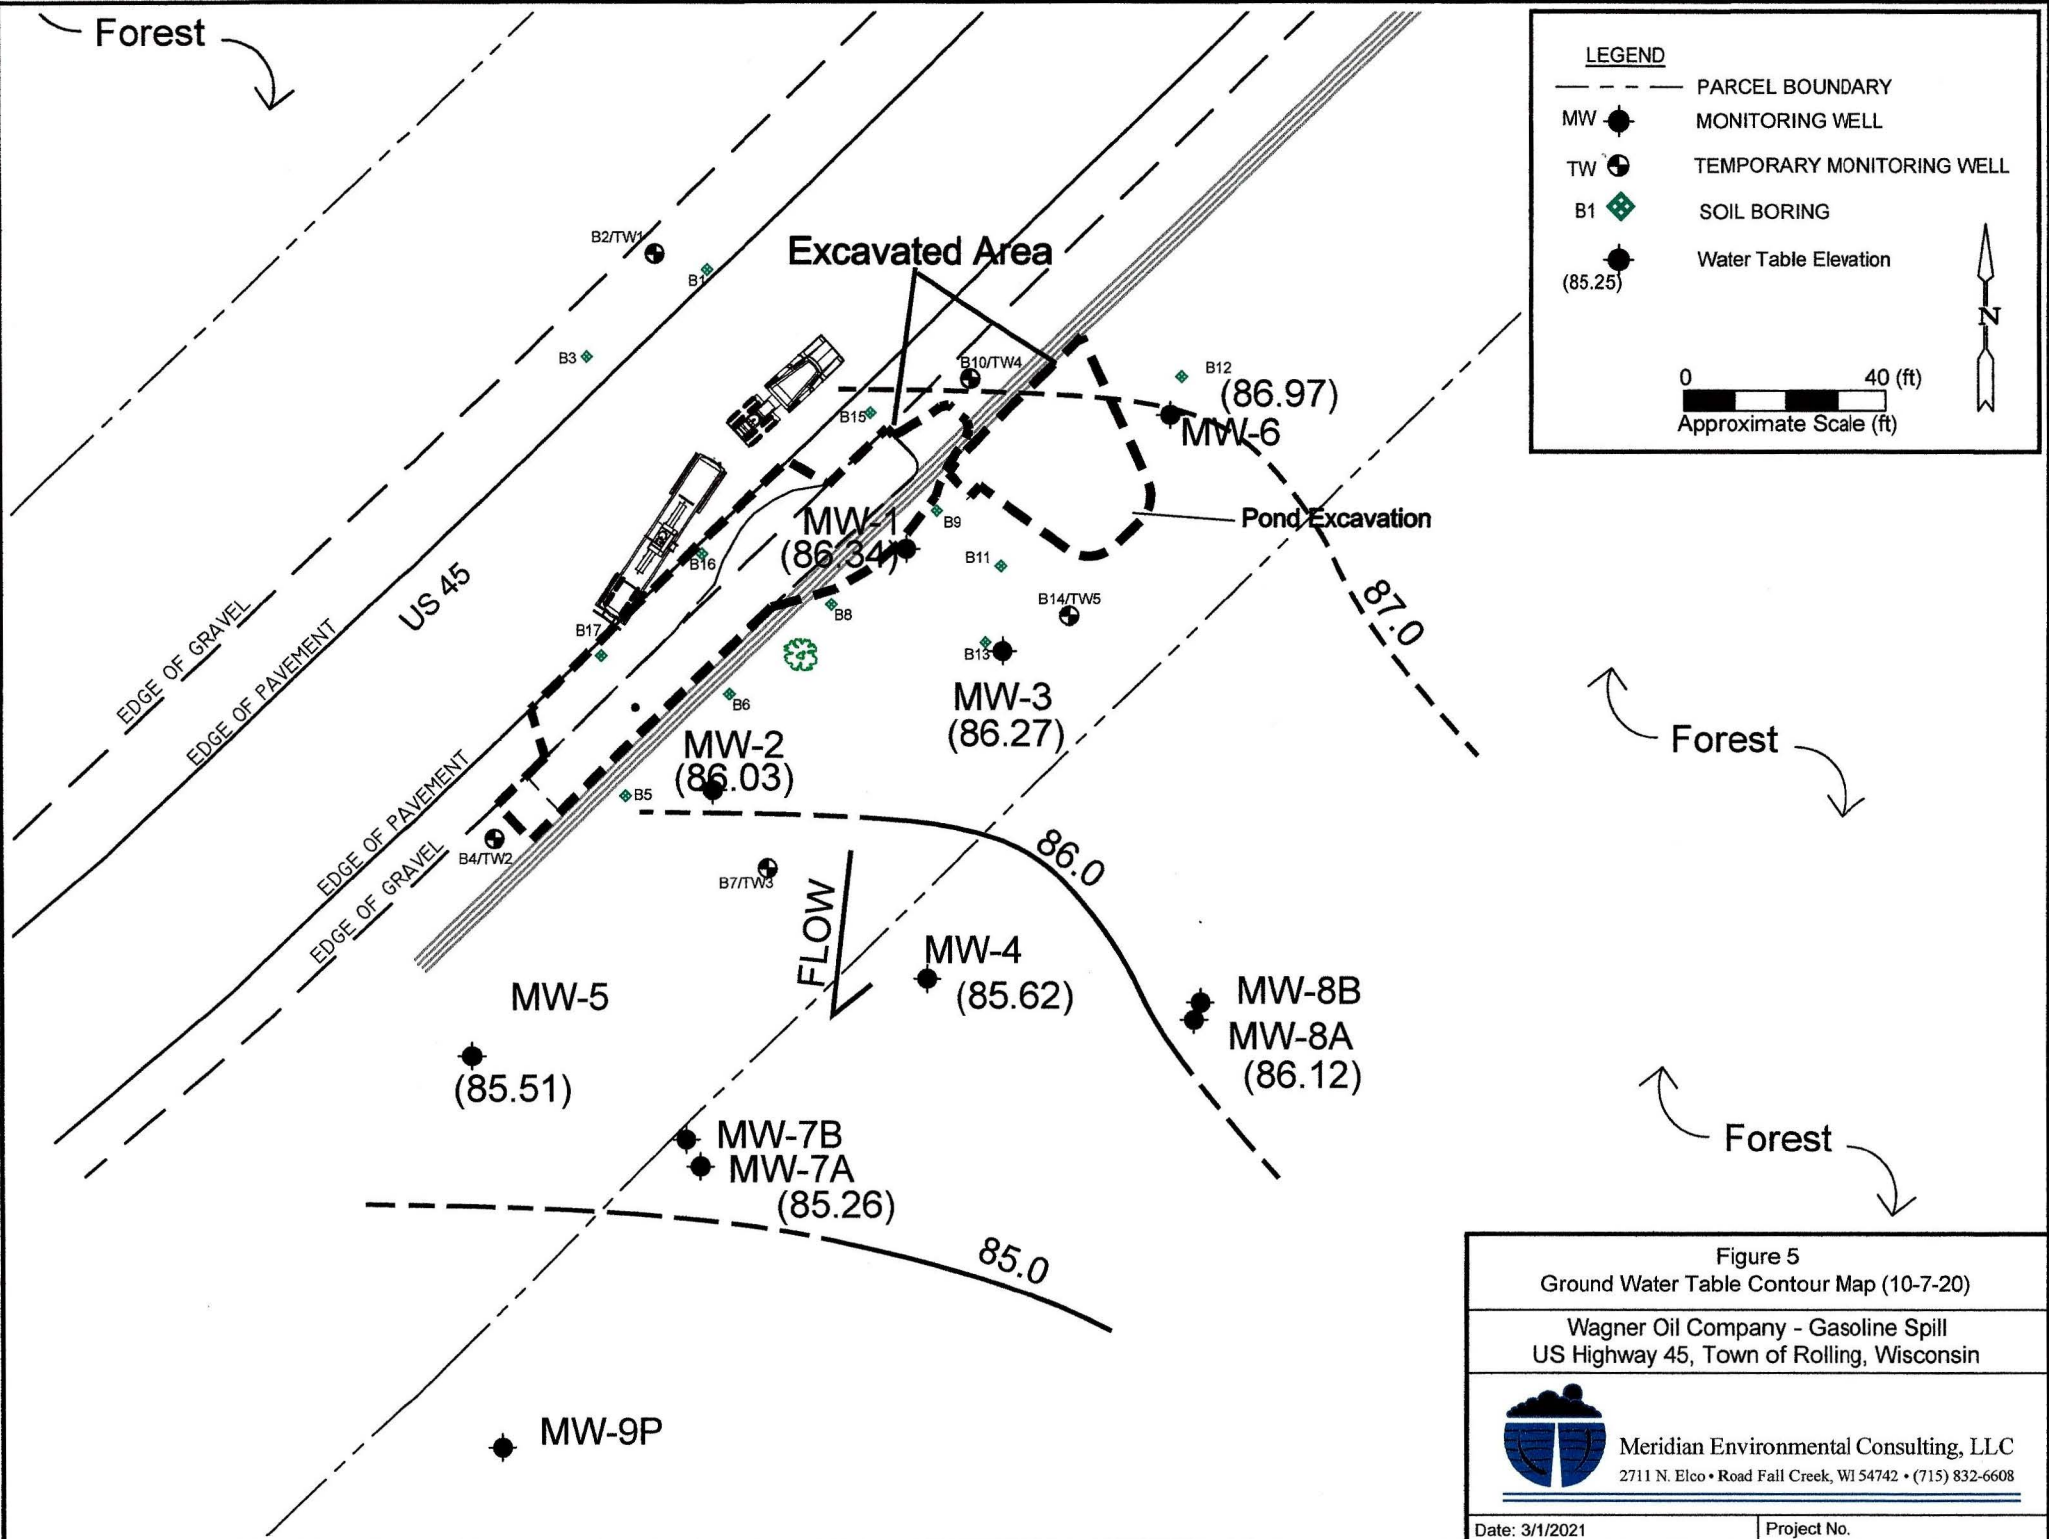 Forest
LEGEND
PARCEL BOUNDARY
MW MONITORING WELL
TW TEMPORARY MONITORING WELL
B1 SOIL BORING
Water Table Elevation
(85.25)
N
0 40 (ft)
Approximate Scale (ft)
B2/TW1
B1
Excavated Area
B3
B10/TW4
B12
(86.97)
B15
MW-6
MW-1
B9
Pond Excavation
(86.34)
B16
B11
US 45
87.0
B14/TW5
B8
EDGE OF GRAVEL
B17
EDGE OF PAVEMENT
B13
MW-3
B6
(86.27)
Forest
MW-2
(86.03)
B5
EDGE OF PAVEMENT
86.0
B4/TW2
B7/TW3
EDGE OF GRAVEL
FLOW
MW-4
(85.62)
MW-5
MW-8B
MW-8A
(86.12)
(85.51)
MW-7B
Forest
MW-7A
(85.26)
85.0
MW-9P
Figure 5
Ground Water Table Contour Map (10-7-20)
Wagner Oil Company - Gasoline Spill
US Highway 45, Town of Rolling, Wisconsin
Meridian Environmental Consulting, LLC
2711 N. Elco • Road Fall Creek, WI 54742 • (715) 832-6608
Date: 3/1/2021 Project No.